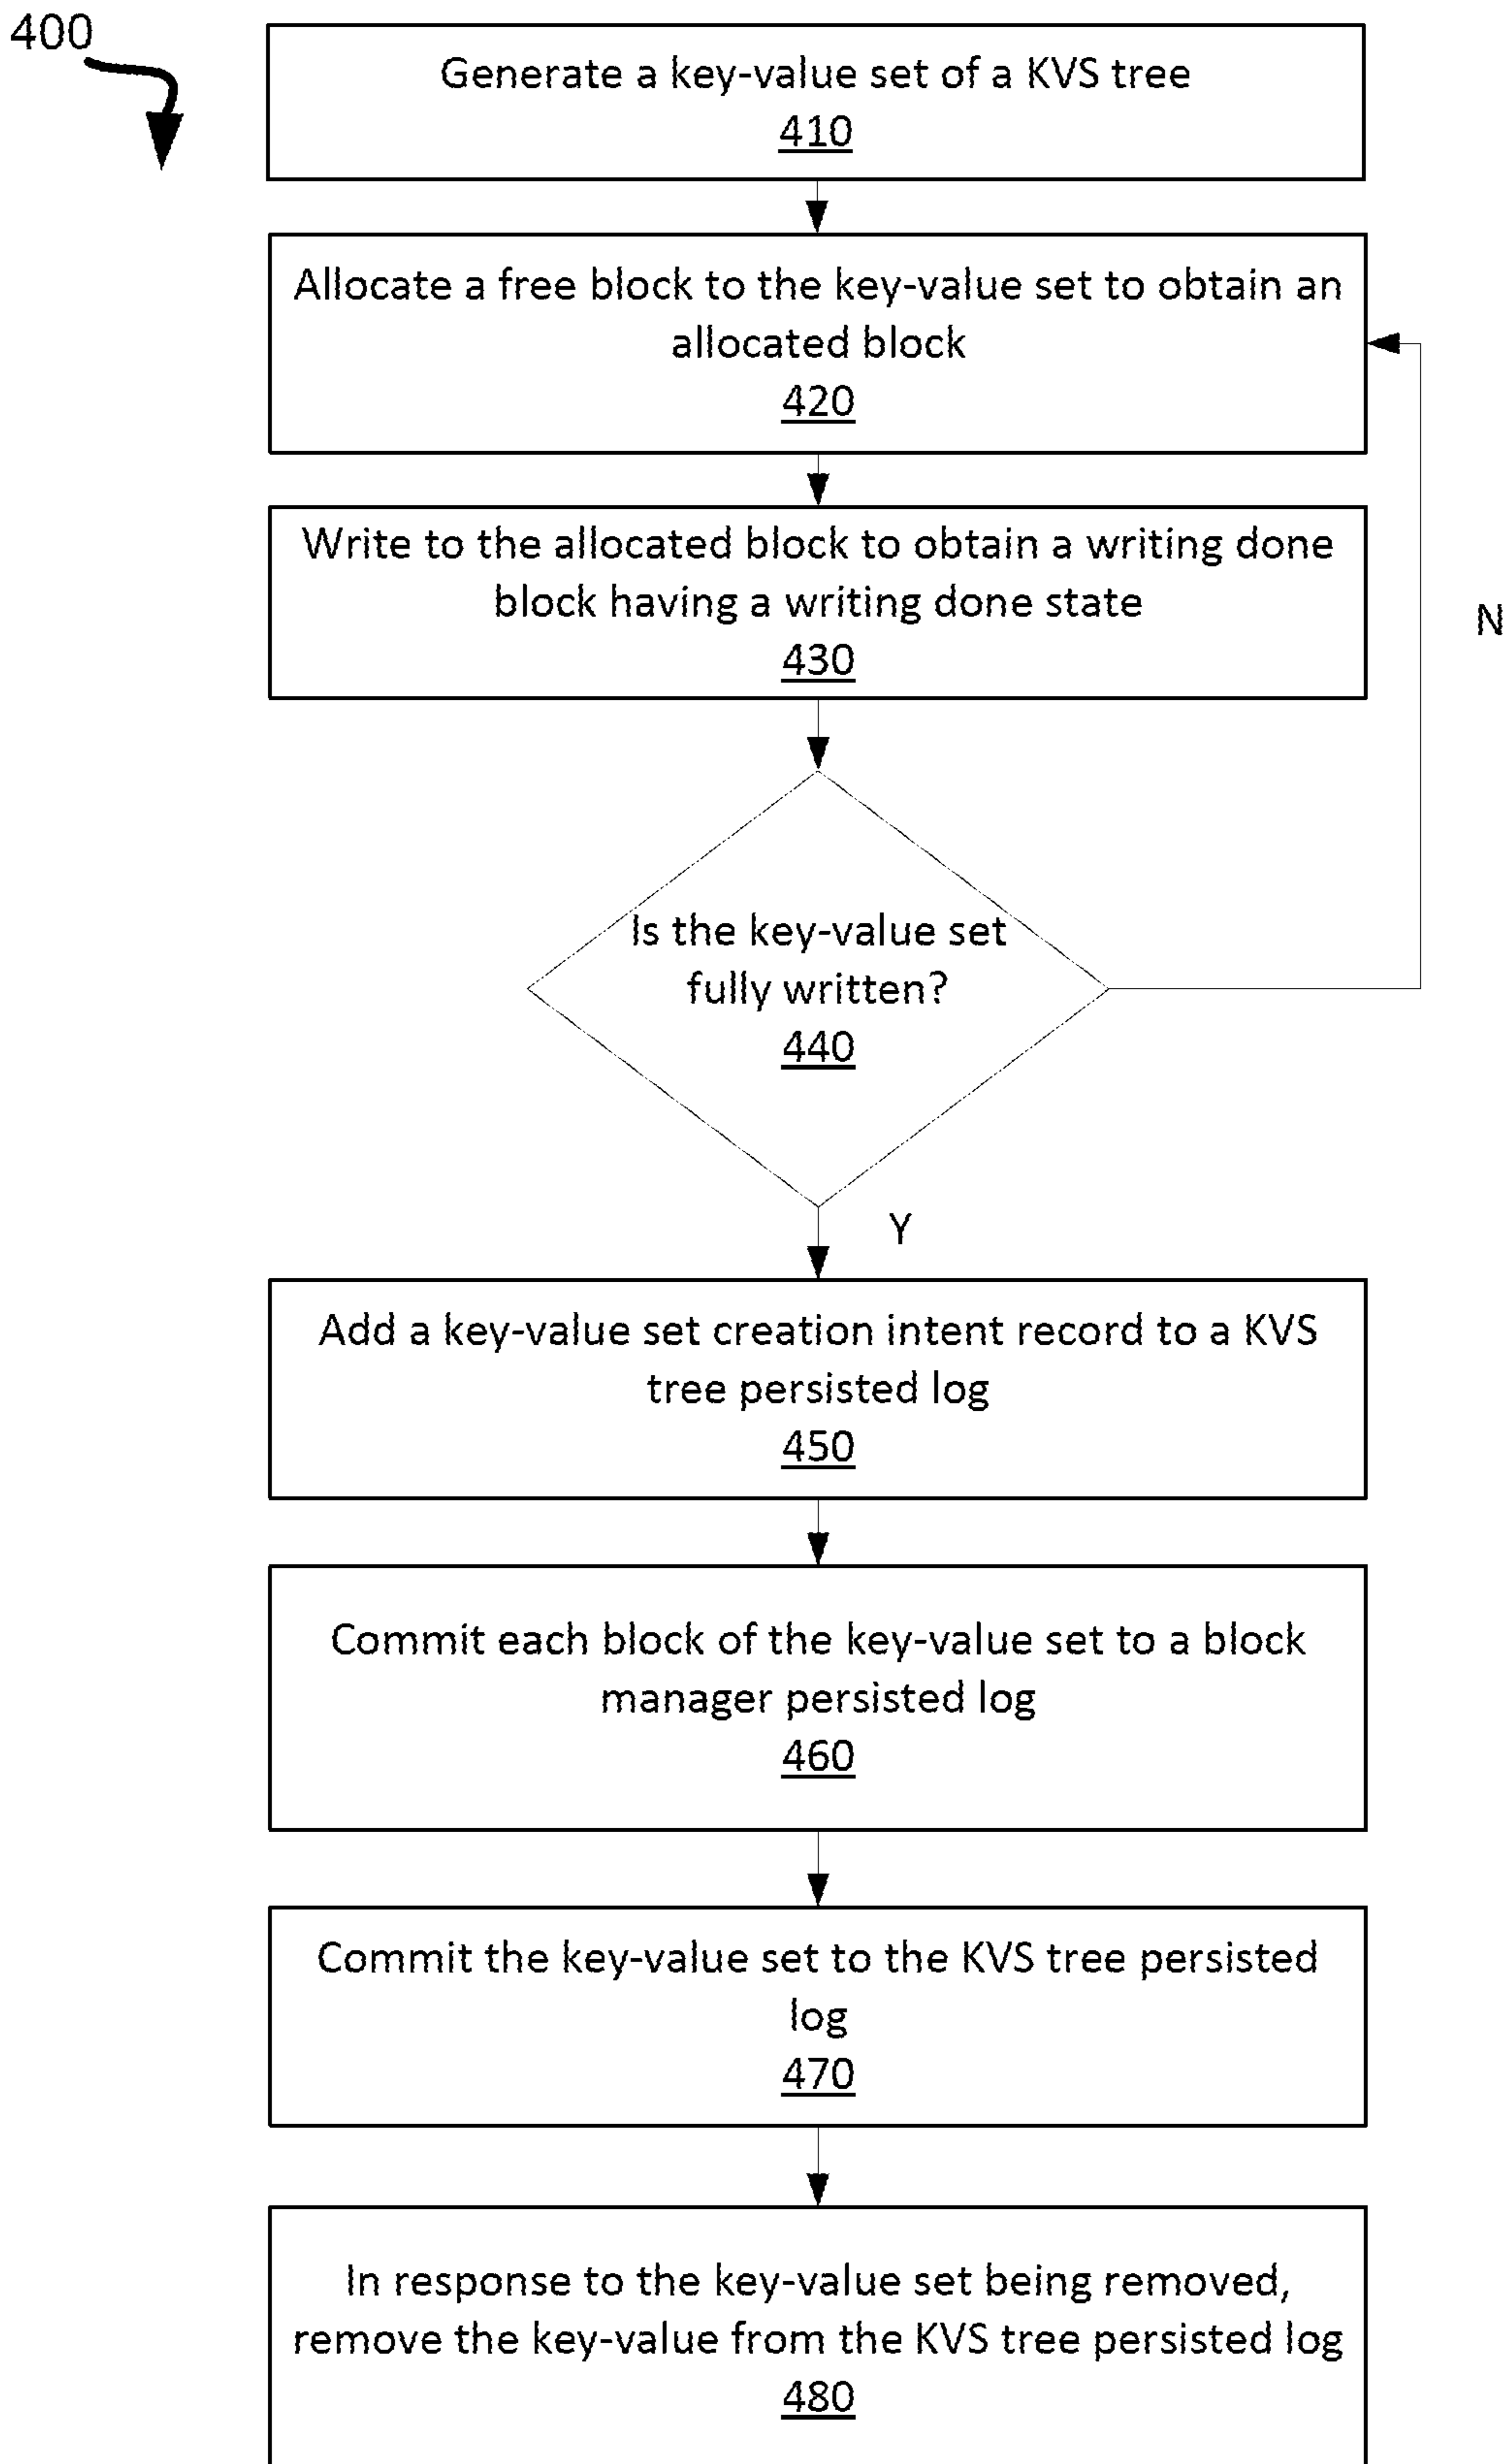 400
Generate a key-value set of a KVS tree
410
Allocate a free block to the key-value set to obtain an
allocated block
420
Write to the allocated block to obtain a writing done
block having a writing done state
430
N
Is the key-value set
fully written?
440
Y
Add a key-value set creation intent record to a KVS
tree persisted log
450
Commit each block of the key-value set to a block
manager persisted log
460
Commit the key-value set to the KVS tree persisted
log
470
In response to the key-value set being removed,
remove the key-value from the KVS tree persisted log
480